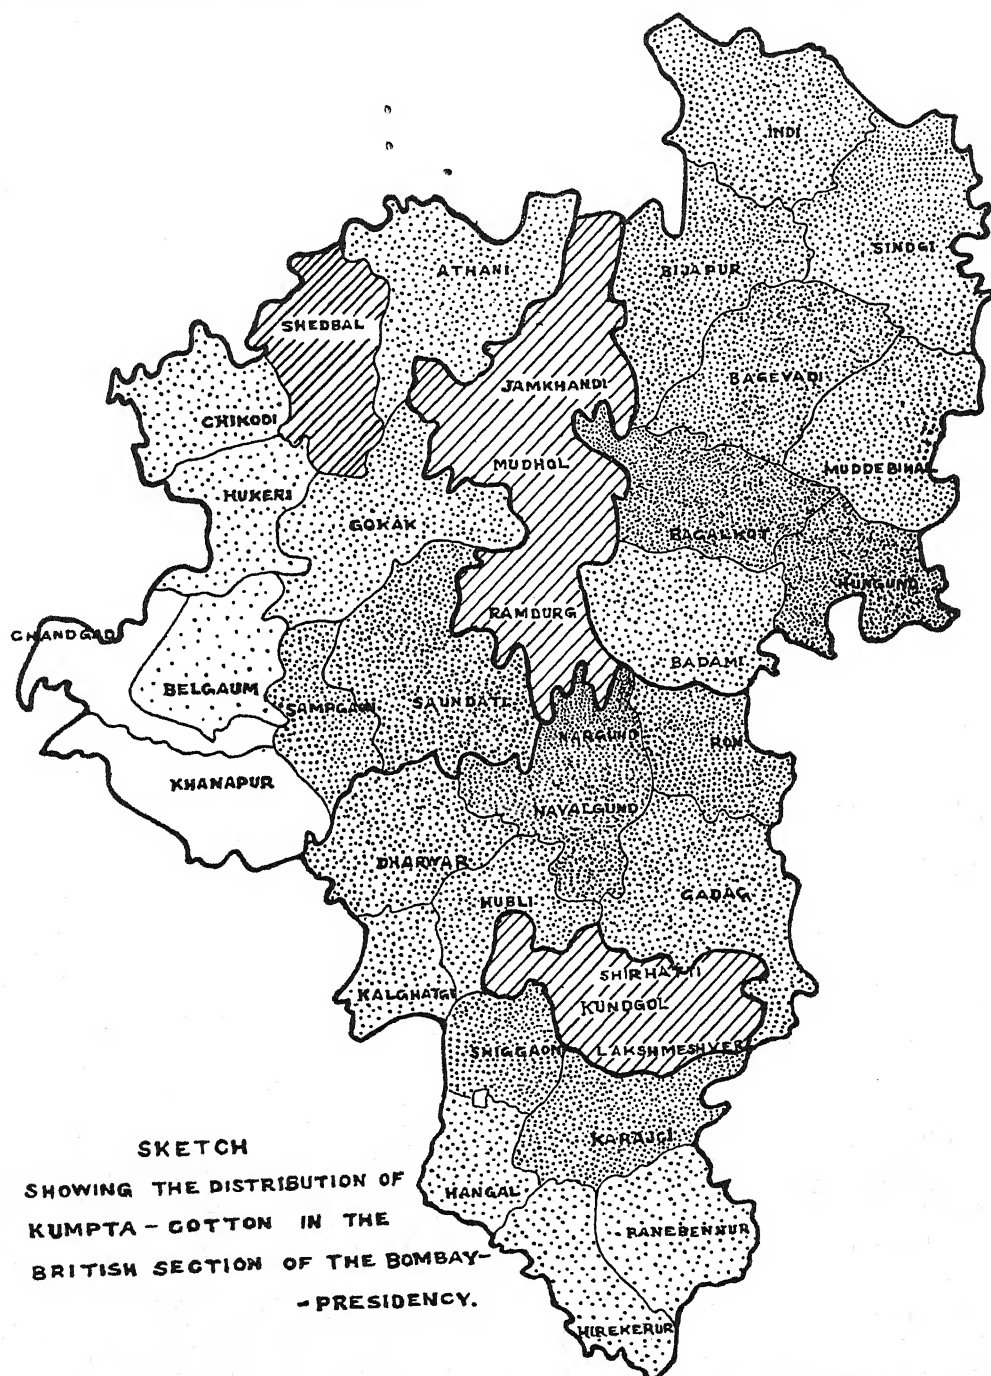 INDI
SINDGI
BIJAPUR
ATHANI
SHEDBAL
BAGEVADI
JAMKHANDI
CHIKODI
MUDHOL
MUDDEBIHAL
HUKERI
GOKAK
BAGALKOT
HUNGUND
RAMDURG
CHANDGAD
BADAMI
BELGAUM
SAMPGAON
SAUNDATTI
NARGUND
RON
KHANAPUR
NAVALGUND
DHARWAR
GADAG
HUBLI
SHIRHATTI
KALGHATGI
KUNDGOL
SHIGGAON
LAKSHMESHVER
KARAJGI
SKETCH
SHOWING THE DISTRIBUTION OF
KUMPTA - COTTON IN THE
BRITISH SECTION OF THE BOMBAY-
- PRESIDENCY.
HANGAL
RANEBENNUR
HIREKERUR